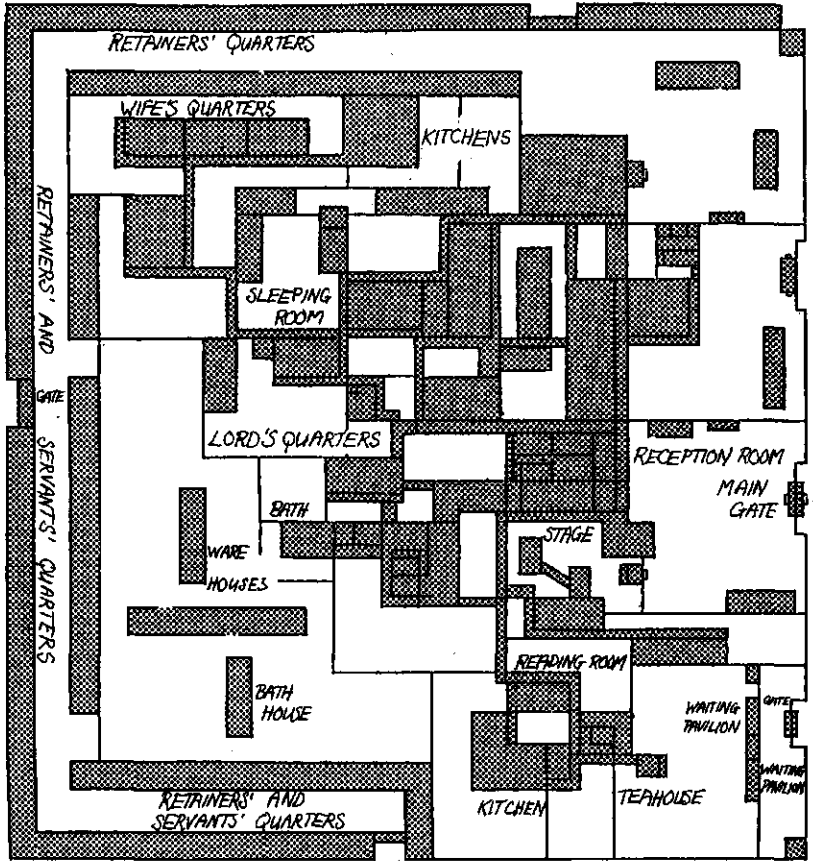 RETAINERS' QUARTERS
WIFE'S QUARTERS
KITCHENS
RETAINERS' AND SERVANTS' QUARTERS
SLEEPING
ROOM
GATE
LORD'S QUARTERS
RECEPTION ROOM
MAIN
GATE
BATH
STAGE
WARE
HOUSES
READING ROOM
BATH
HOUSE
WAITING
PAVILION
GATE
WAITING
PAVILION
KITCHEN
TEAHOUSE
RETAINERS' AND
SERVANTS' QUARTERS